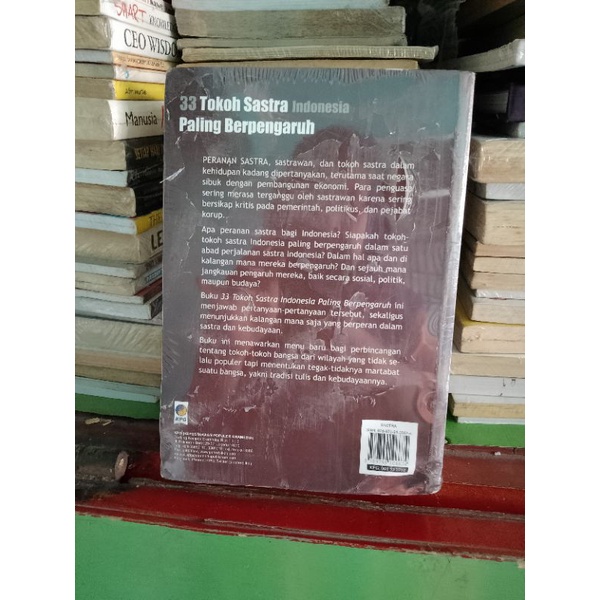 SMART
CEO WISDO
Manusia
33 Tokoh Sastra Indonesia
Paling Berpengaruh
PERANAN SASTRA, sastrawan, dan tokoh sastra dalam
kehidupan kadang dipertanyakan, terutama saat negara
sibuk dengan pembangunan ekonomi. Para penguasa
sering merasa terganggu oleh sastrawan karena sering
bersikap kritis pada pemerintah, politikus, dan pejabat
korup.
Apa peranan sastra bagi Indonesia? Siapakah tokoh-
tokoh sastra Indonesia paling berpengaruh dalam satu
abad perjalanan sastra Indonesia? Dalam hal apa dan di
kalangan mana mereka berpengaruh? Dan sejauh mana
jangkauan pengaruh mereka, baik secara sosial, politik,
maupun budaya?
Buku 33 Tokoh Sastra Indonesia Paling Berpengaruh ini
menjawab pertanyaan-pertanyaan tersebut, sekaligus
menunjukkan kalangan mana saja yang berperan dalam
sastra dan kebudayaan.
Buku ini menawarkan menu baru bagi perbincangan
tentang tokoh-tokoh bangsa dari wilayah yang tidak se-
lalu populer tapi menentukan tegak-tidaknya martabat
suatu bangsa, yakni tradisi tulis dan kebudayaannya.
KPG
SASTRA